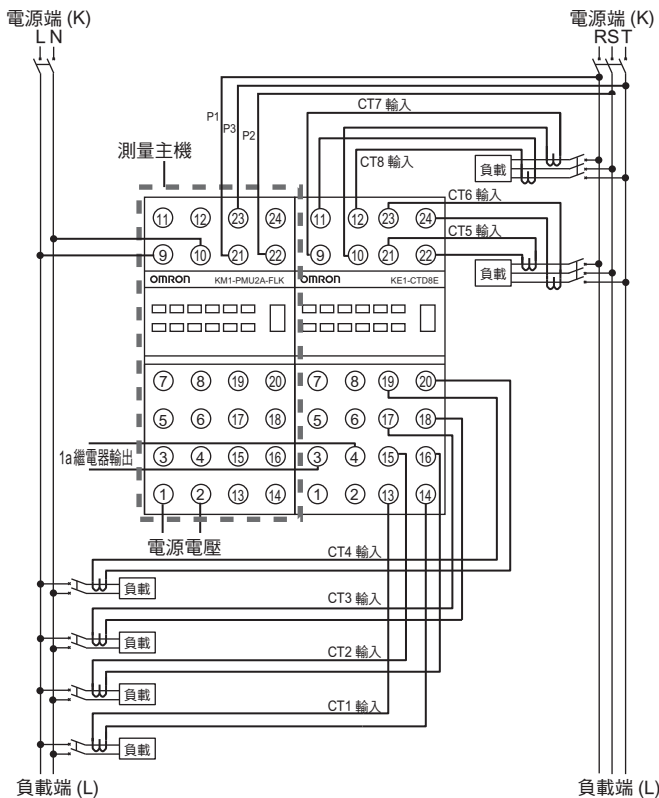 電源端 (K)
L N
電源端 (K)
R S T
P1
P3
P2
CT7 輸入
測量主機
CT8 輸入
負載
CT6 輸入
CT5 輸入
負載
⑪ ⑫ ㉓ ㉔ ⑪ ⑫ ㉓ ㉔
⑨ ⑩ ㉑ ㉒ ⑨ ⑩ ㉑ ㉒
OMRON KM1-PMU2A-FLK OMRON KE1-CTD8E
⑦ ⑧ ⑲ ⑳ ⑦ ⑧ ⑲ ⑳
⑤ ⑥ ⑰ ⑱ ⑤ ⑥ ⑰ ⑱
1a繼電器輸出
③ ④ ⑮ ⑯ ③ ④ ⑮ ⑯
① ② ⑬ ⑭ ① ② ⑬ ⑭
電源電壓
CT4 輸入
負載
CT3 輸入
負載
CT2 輸入
負載
CT1 輸入
負載
負載端 (L)
負載端 (L)